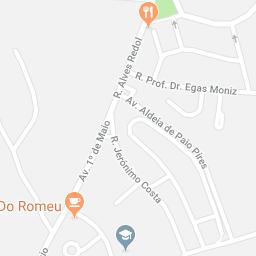 R. Alves Redol
R. Prof. Dr. Egas Moniz
Av. Aldeia de Paio Pires
Av. 1º de Maio
R. Jerónimo Costa
Do Romeu
aio